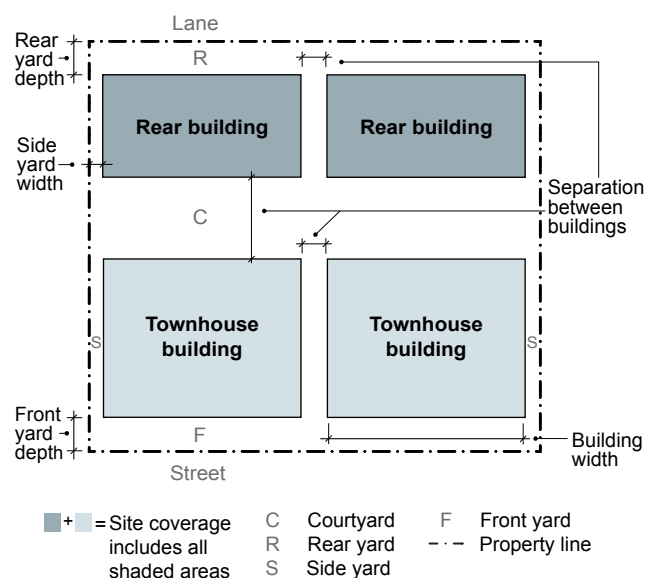 Lane
Rear
yard
depth
R
Rear building
Rear building
Side
yard
width
Separation
between
buildings
C
Townhouse
building
Townhouse
building
S
S
Front
yard
depth
F
Building
width
Street
+ = Site coverage
includes all
shaded areas
C Courtyard
R Rear yard
S Side yard
F Front yard
Property line